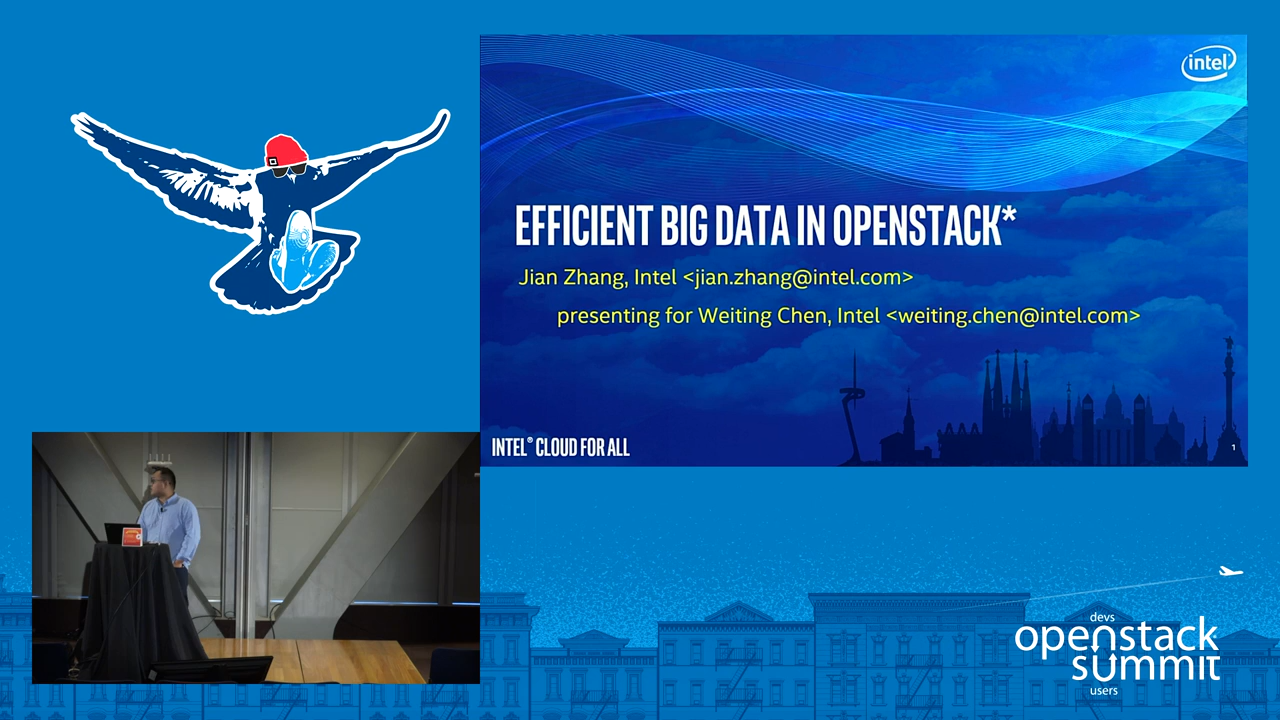 intel
EFFICIENT BIG DATA IN OPENSTACK*
Jian Zhang, Intel <jian.zhang@intel.com>
presenting for Weiting Chen, Intel <weiting.chen@intel.com>
INTEL® CLOUD FOR ALL
1
devs
openstack
summit
users